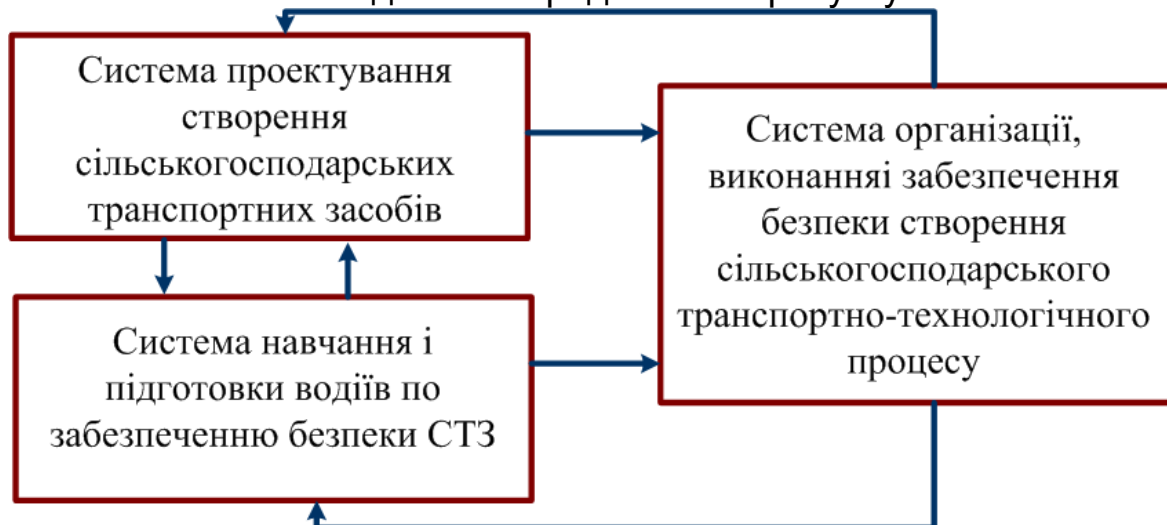 Система проектування
створення
сільськогосподарських
транспортних засобів
Система організації,
виконанняі забезпечення
безпеки створення
сільськогосподарського
транспортно-технологічного
процесу
Система навчання і
підготовки водіїв по
забезпеченню безпеки СТЗ